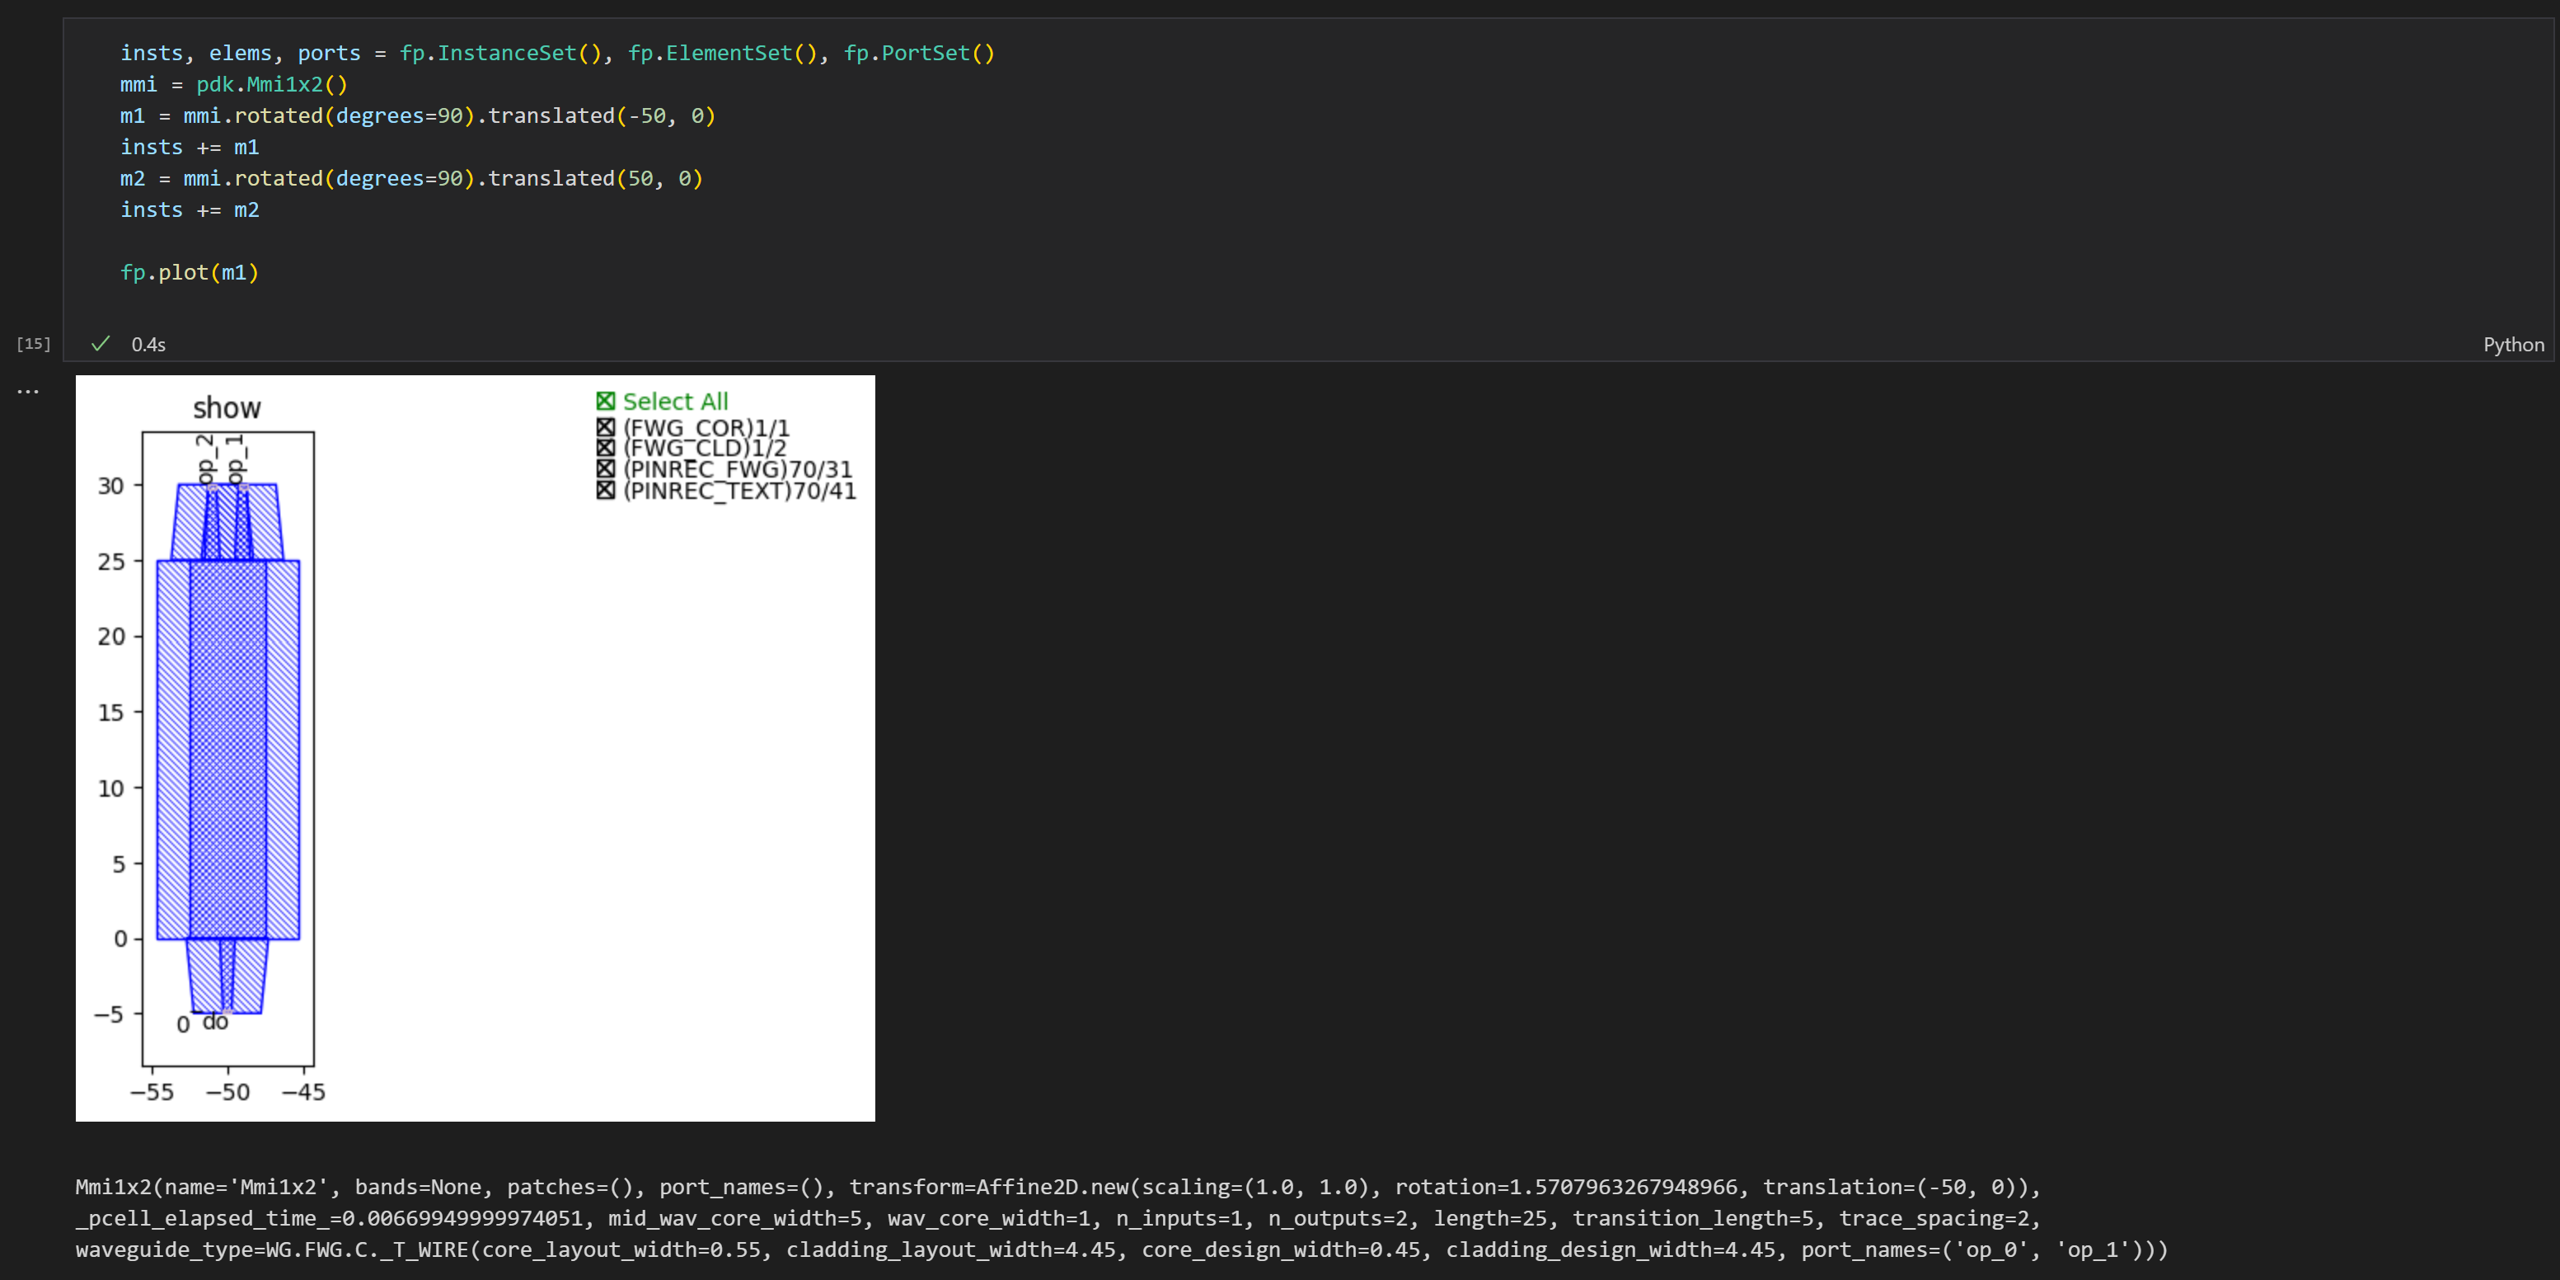 insts, elems, ports = fp.InstanceSet(), fp.ElementSet(), fp.PortSet()
mmi = pdk.Mmi1x2()
m1 = mmi.rotated(degrees=90).translated(-50, 0)
insts += m1
m2 = mmi.rotated(degrees=90).translated(50, 0)
insts += m2
fp.plot(m1)
[15]
0.4s
Python
...
show
Select All
(FWG_COR)1/1
(FWG_CLD)1/2
(PINREC_FWG)70/31
(PINREC_TEXT)70/41
op_2
op_1
30
25
20
15
10
5
0
−5
op_0
−55
−50
−45
Mmi1x2(name='Mmi1x2', bands=None, patches=(), port_names=(), transform=Affine2D.new(scaling=(1.0, 1.0), rotation=1.5707963267948966, translation=(-50, 0)),
_pcell_elapsed_time_=0.00669949999974051, mid_wav_core_width=5, wav_core_width=1, n_inputs=1, n_outputs=2, length=25, transition_length=5, trace_spacing=2,
waveguide_type=WG.FWG.C._T_WIRE(core_layout_width=0.55, cladding_layout_width=4.45, core_design_width=0.45, cladding_design_width=4.45, port_names=('op_0', 'op_1')))